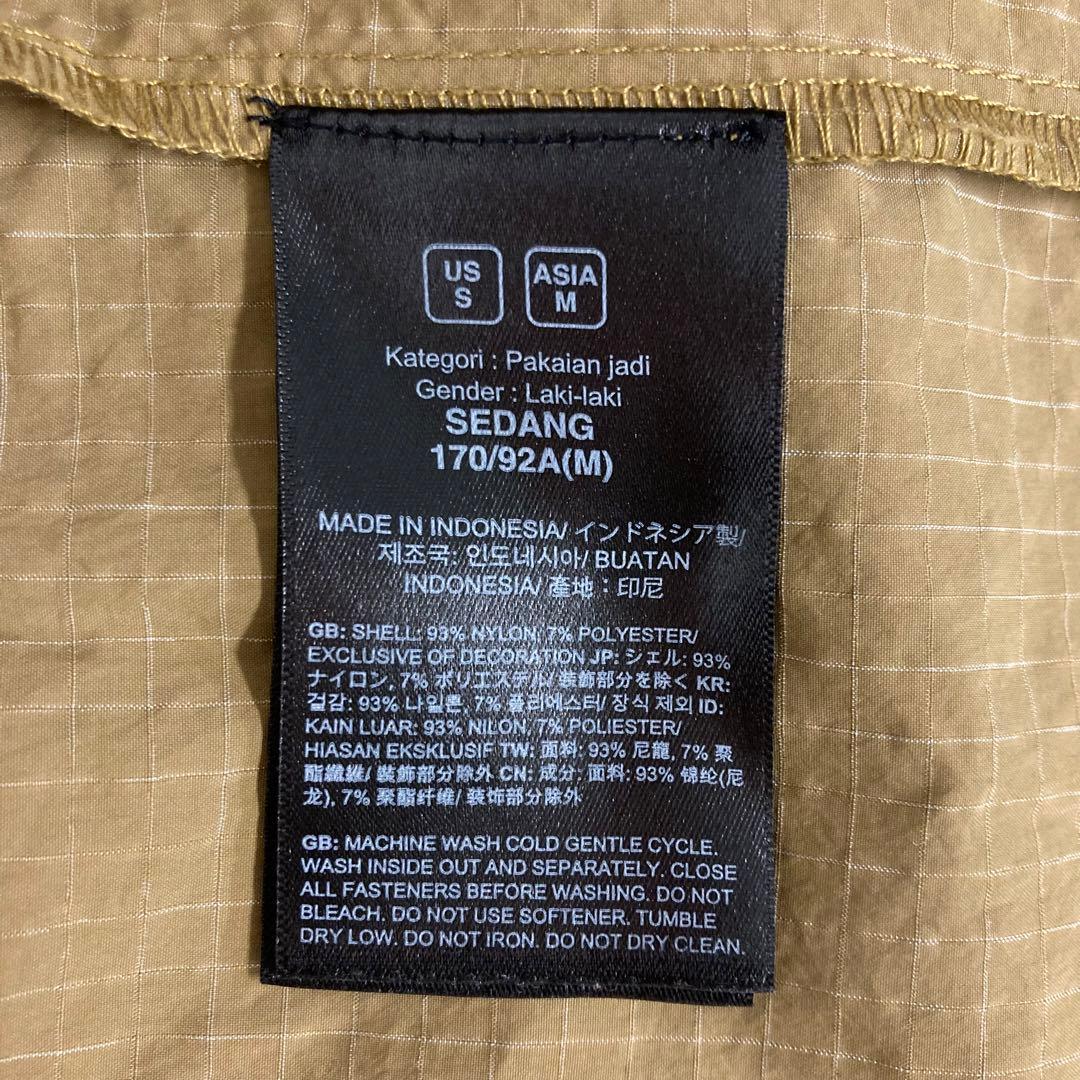 US
S
ASIA
M
Kategori : Pakaian jadi
Gender : Laki-laki
SEDANG
170/92A(M)
MADE IN INDONESIA/ インドネシア製/
제조국: 인도네시아/ BUATAN
INDONESIA/ 產地：印尼
GB: SHELL: 93% NYLON, 7% POLYESTER/
EXCLUSIVE OF DECORATION JP: シェル: 93%
ナイロン, 7% ポリエステル/ 装飾部分を除く KR:
겉감: 93% 나일론, 7% 폴리에스터/ 장식 제외 ID:
KAIN LUAR: 93% NILON, 7% POLIESTER/
HIASAN EKSKLUSIF TW: 面料: 93% 尼龍, 7% 聚
酯纖維/ 裝飾部分除外 CN: 成分: 面料: 93% 锦纶(尼
龙), 7% 聚酯纤维/ 装饰部分除外
GB: MACHINE WASH COLD GENTLE CYCLE.
WASH INSIDE OUT AND SEPARATELY. CLOSE
ALL FASTENERS BEFORE WASHING. DO NOT
BLEACH. DO NOT USE SOFTENER. TUMBLE
DRY LOW. DO NOT IRON. DO NOT DRY CLEAN.